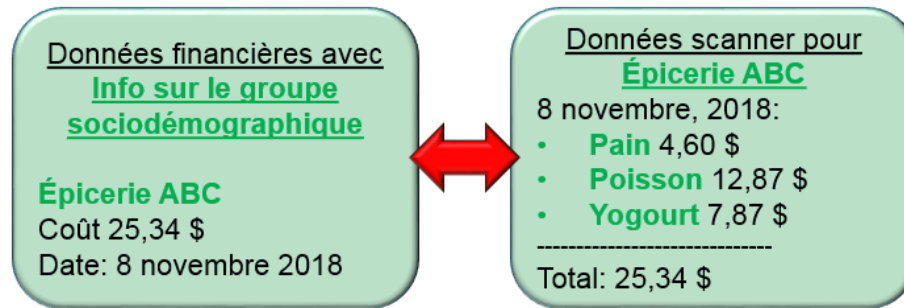 Données financières avec
Info sur le groupe
sociodémographique
Épicerie ABC
Coût 25,34 $
Date: 8 novembre 2018
Données scanner pour
Épicerie ABC
8 novembre, 2018:
• Pain 4,60 $
• Poisson 12,87 $
• Yogourt 7,87 $
------------------------------
Total: 25,34 $